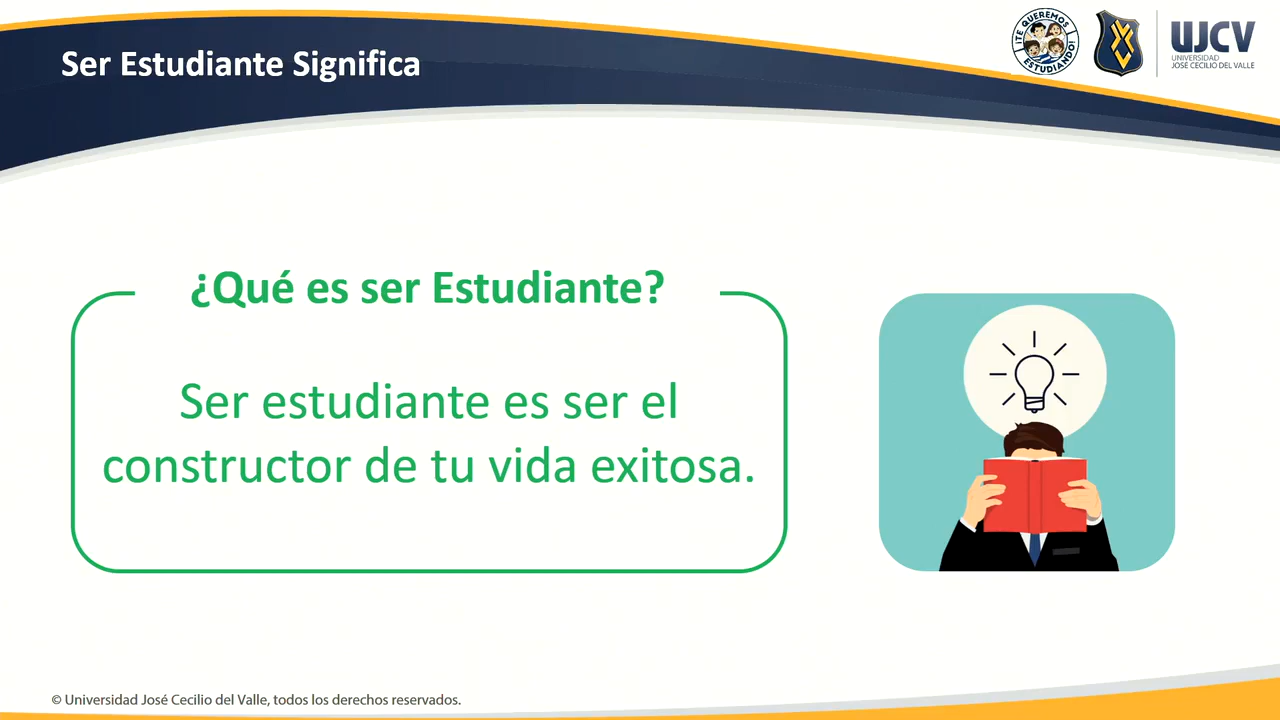 Ser Estudiante Significa
¡TE QUEREMOS
ESTUDIANDO!
UJCV
UNIVERSIDAD
JOSÉ CECILIO DEL VALLE
¿Qué es ser Estudiante?
Ser estudiante es ser el
constructor de tu vida exitosa.
© Universidad José Cecilio del Valle, todos los derechos reservados.